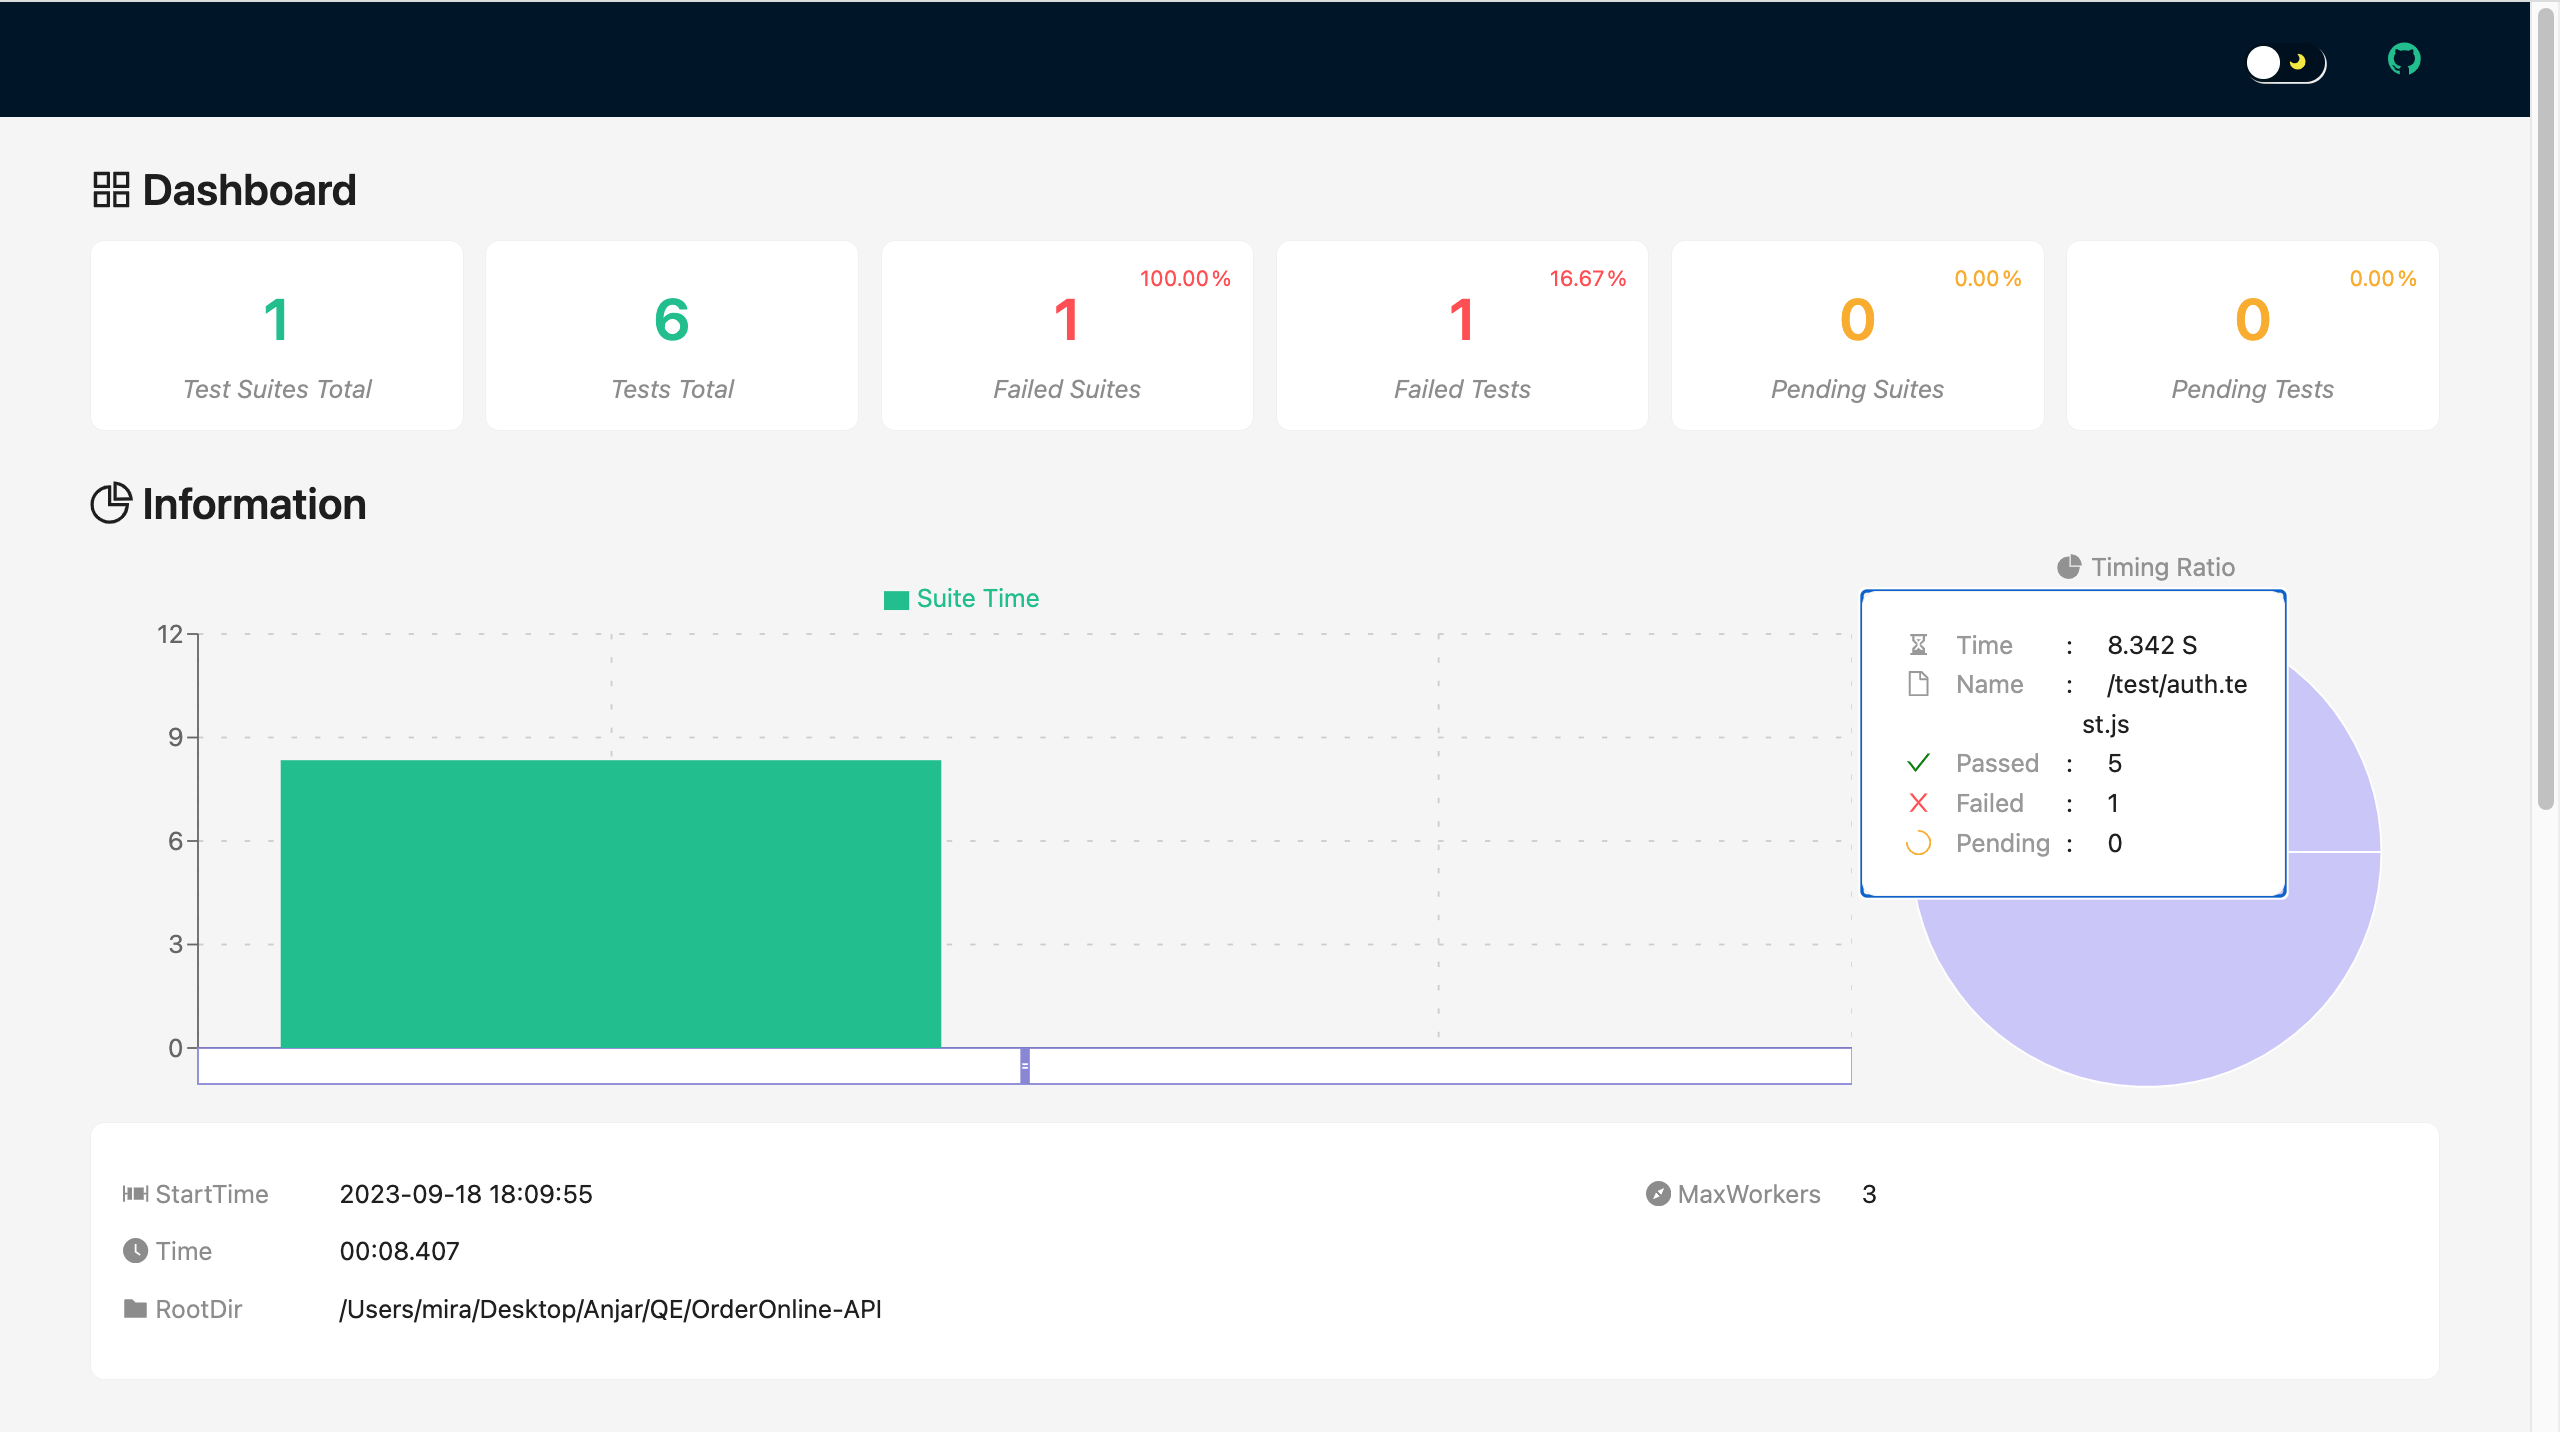 Dashboard
1
Test Suites Total
6
Tests Total
100.00%
1
Failed Suites
16.67%
1
Failed Tests
0.00%
0
Pending Suites
0.00%
0
Pending Tests
Information
Suite Time
12
9
6
3
0
Timing Ratio
Time : 8.342 S
Name : /test/auth.te
st.js
Passed : 5
Failed : 1
Pending : 0
StartTime 2023-09-18 18:09:55
MaxWorkers 3
Time 00:08.407
RootDir /Users/mira/Desktop/Anjar/QE/OrderOnline-API